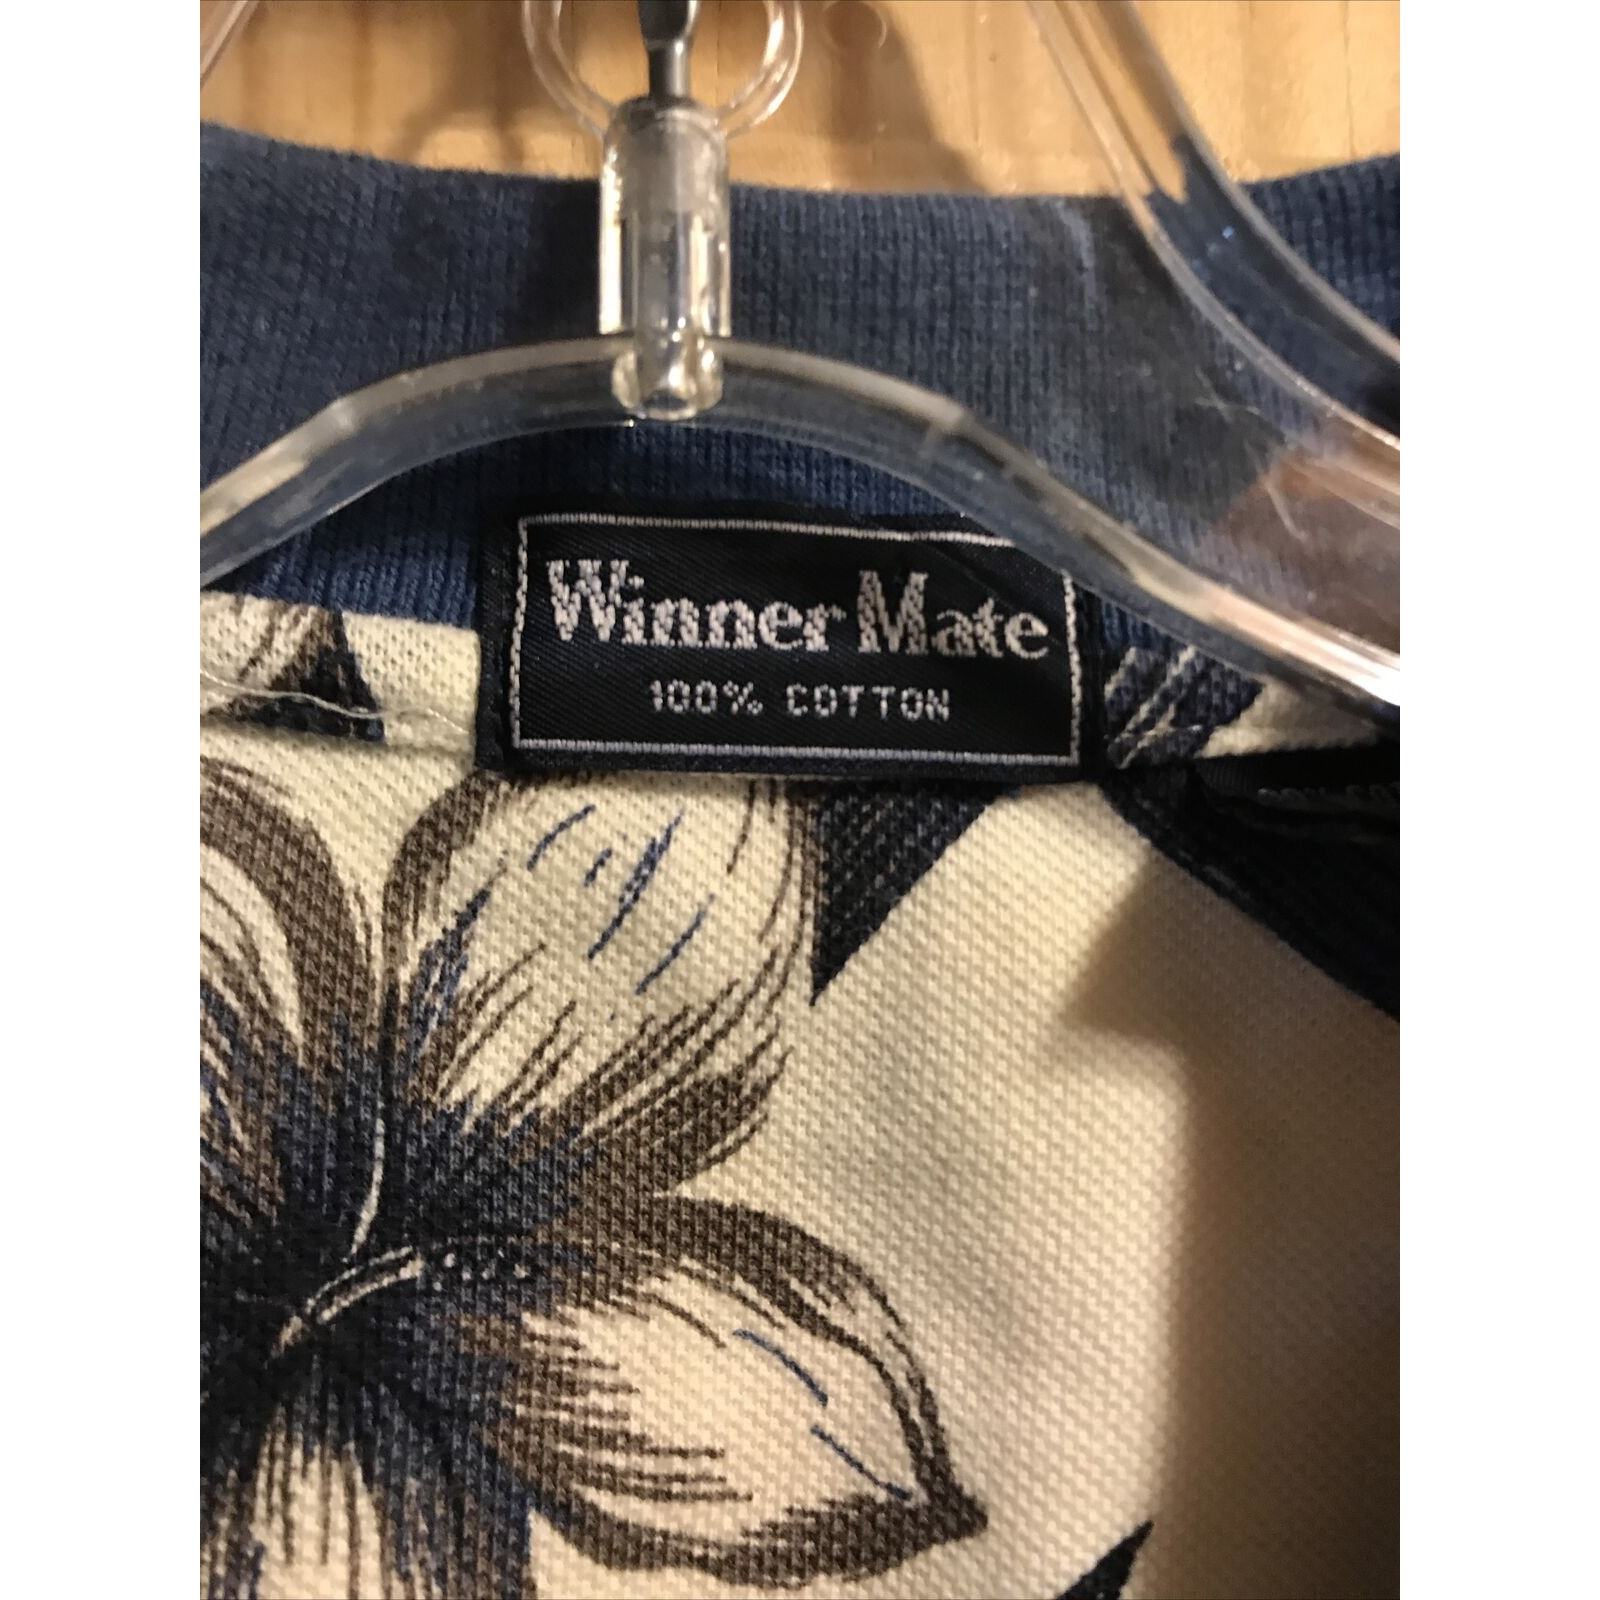 Winner Mate
100% COTTON